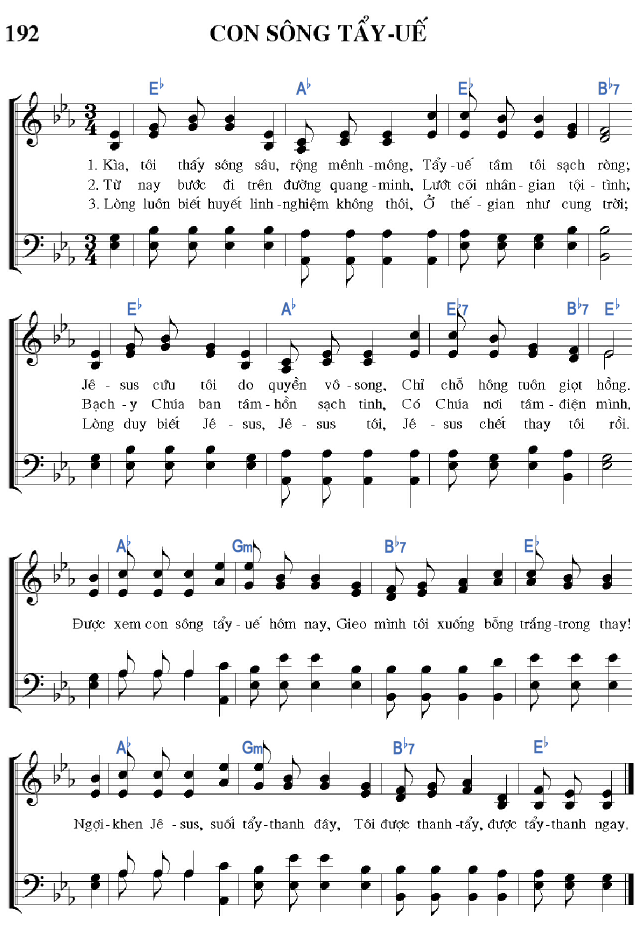 192 CON SÔNG TẨY-UẾ
E♭ A♭ E♭ B♭7
3/4
1. Kìa, tôi thấy sóng sâu, rộng mênh-mông, Tẩy-uế tâm tôi sạch ròng;
2. Từ nay bước đi trên đường quang-minh, Lướt cõi nhân-gian tội-tình;
3. Lòng luôn biết huyết linh-nghiệm không thôi, Ở thế-gian như cung trời;
3/4
E♭ A♭ E♭7 B♭7 E♭
Jê-sus cứu tôi do quyền vô-song, Chỉ chỗ hông tuôn giọt hồng.
Bạch-y Chúa ban tâm-hồn sạch tinh, Có Chúa nơi tâm-điện mình.
Lòng duy biết Jê-sus, Jê-sus tôi, Jê-sus chết thay tôi rồi.
A♭ Gm B♭7 E♭
Được xem con sông tẩy-uế hôm nay, Gieo mình tôi xuống bỗng trắng-trong thay!
A♭ Gm B♭7 E♭
Ngợi-khen Jê-sus, suối tẩy-thanh đây, Tôi được thanh-tẩy, được tẩy-thanh ngay.